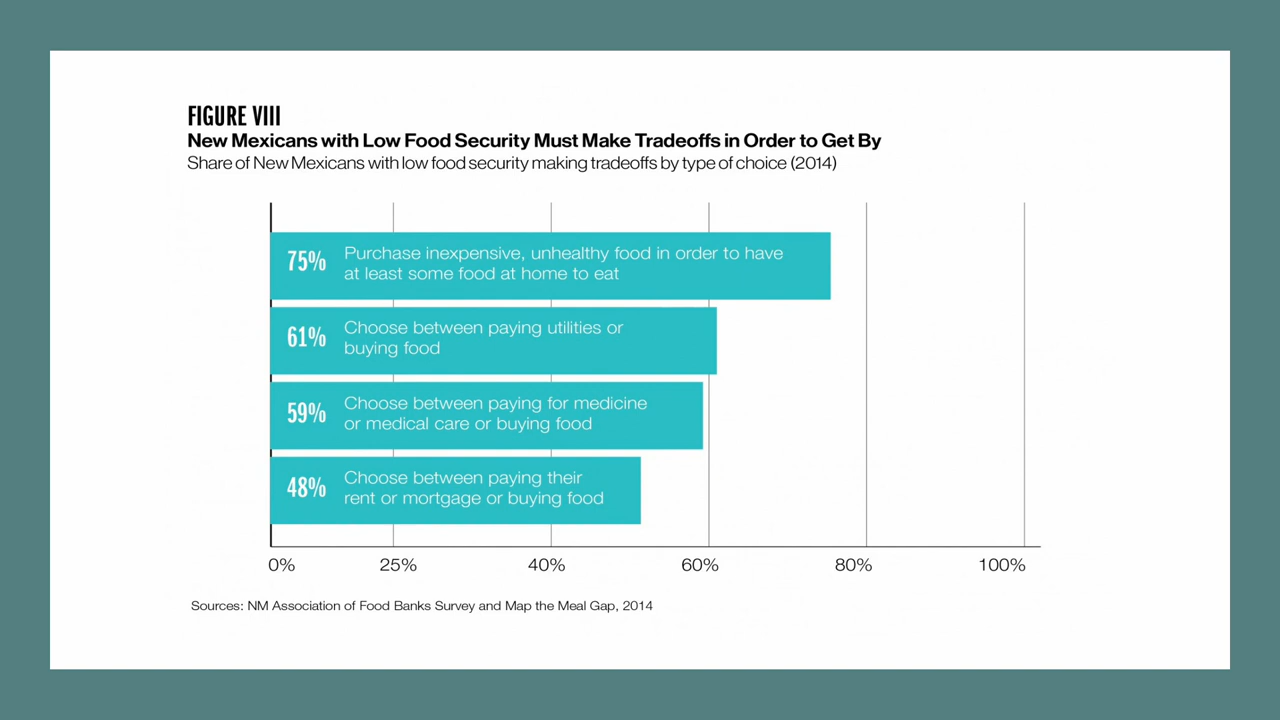 FIGURE VIII
New Mexicans with Low Food Security Must Make Tradeoffs in Order to Get By
Share of New Mexicans with low food security making tradeoffs by type of choice (2014)
75%
Purchase inexpensive, unhealthy food in order to have
at least some food at home to eat
61%
Choose between paying utilities or
buying food
59%
Choose between paying for medicine
or medical care or buying food
48%
Choose between paying their
rent or mortgage or buying food
0% 25% 40% 60% 80% 100%
Sources: NM Association of Food Banks Survey and Map the Meal Gap, 2014